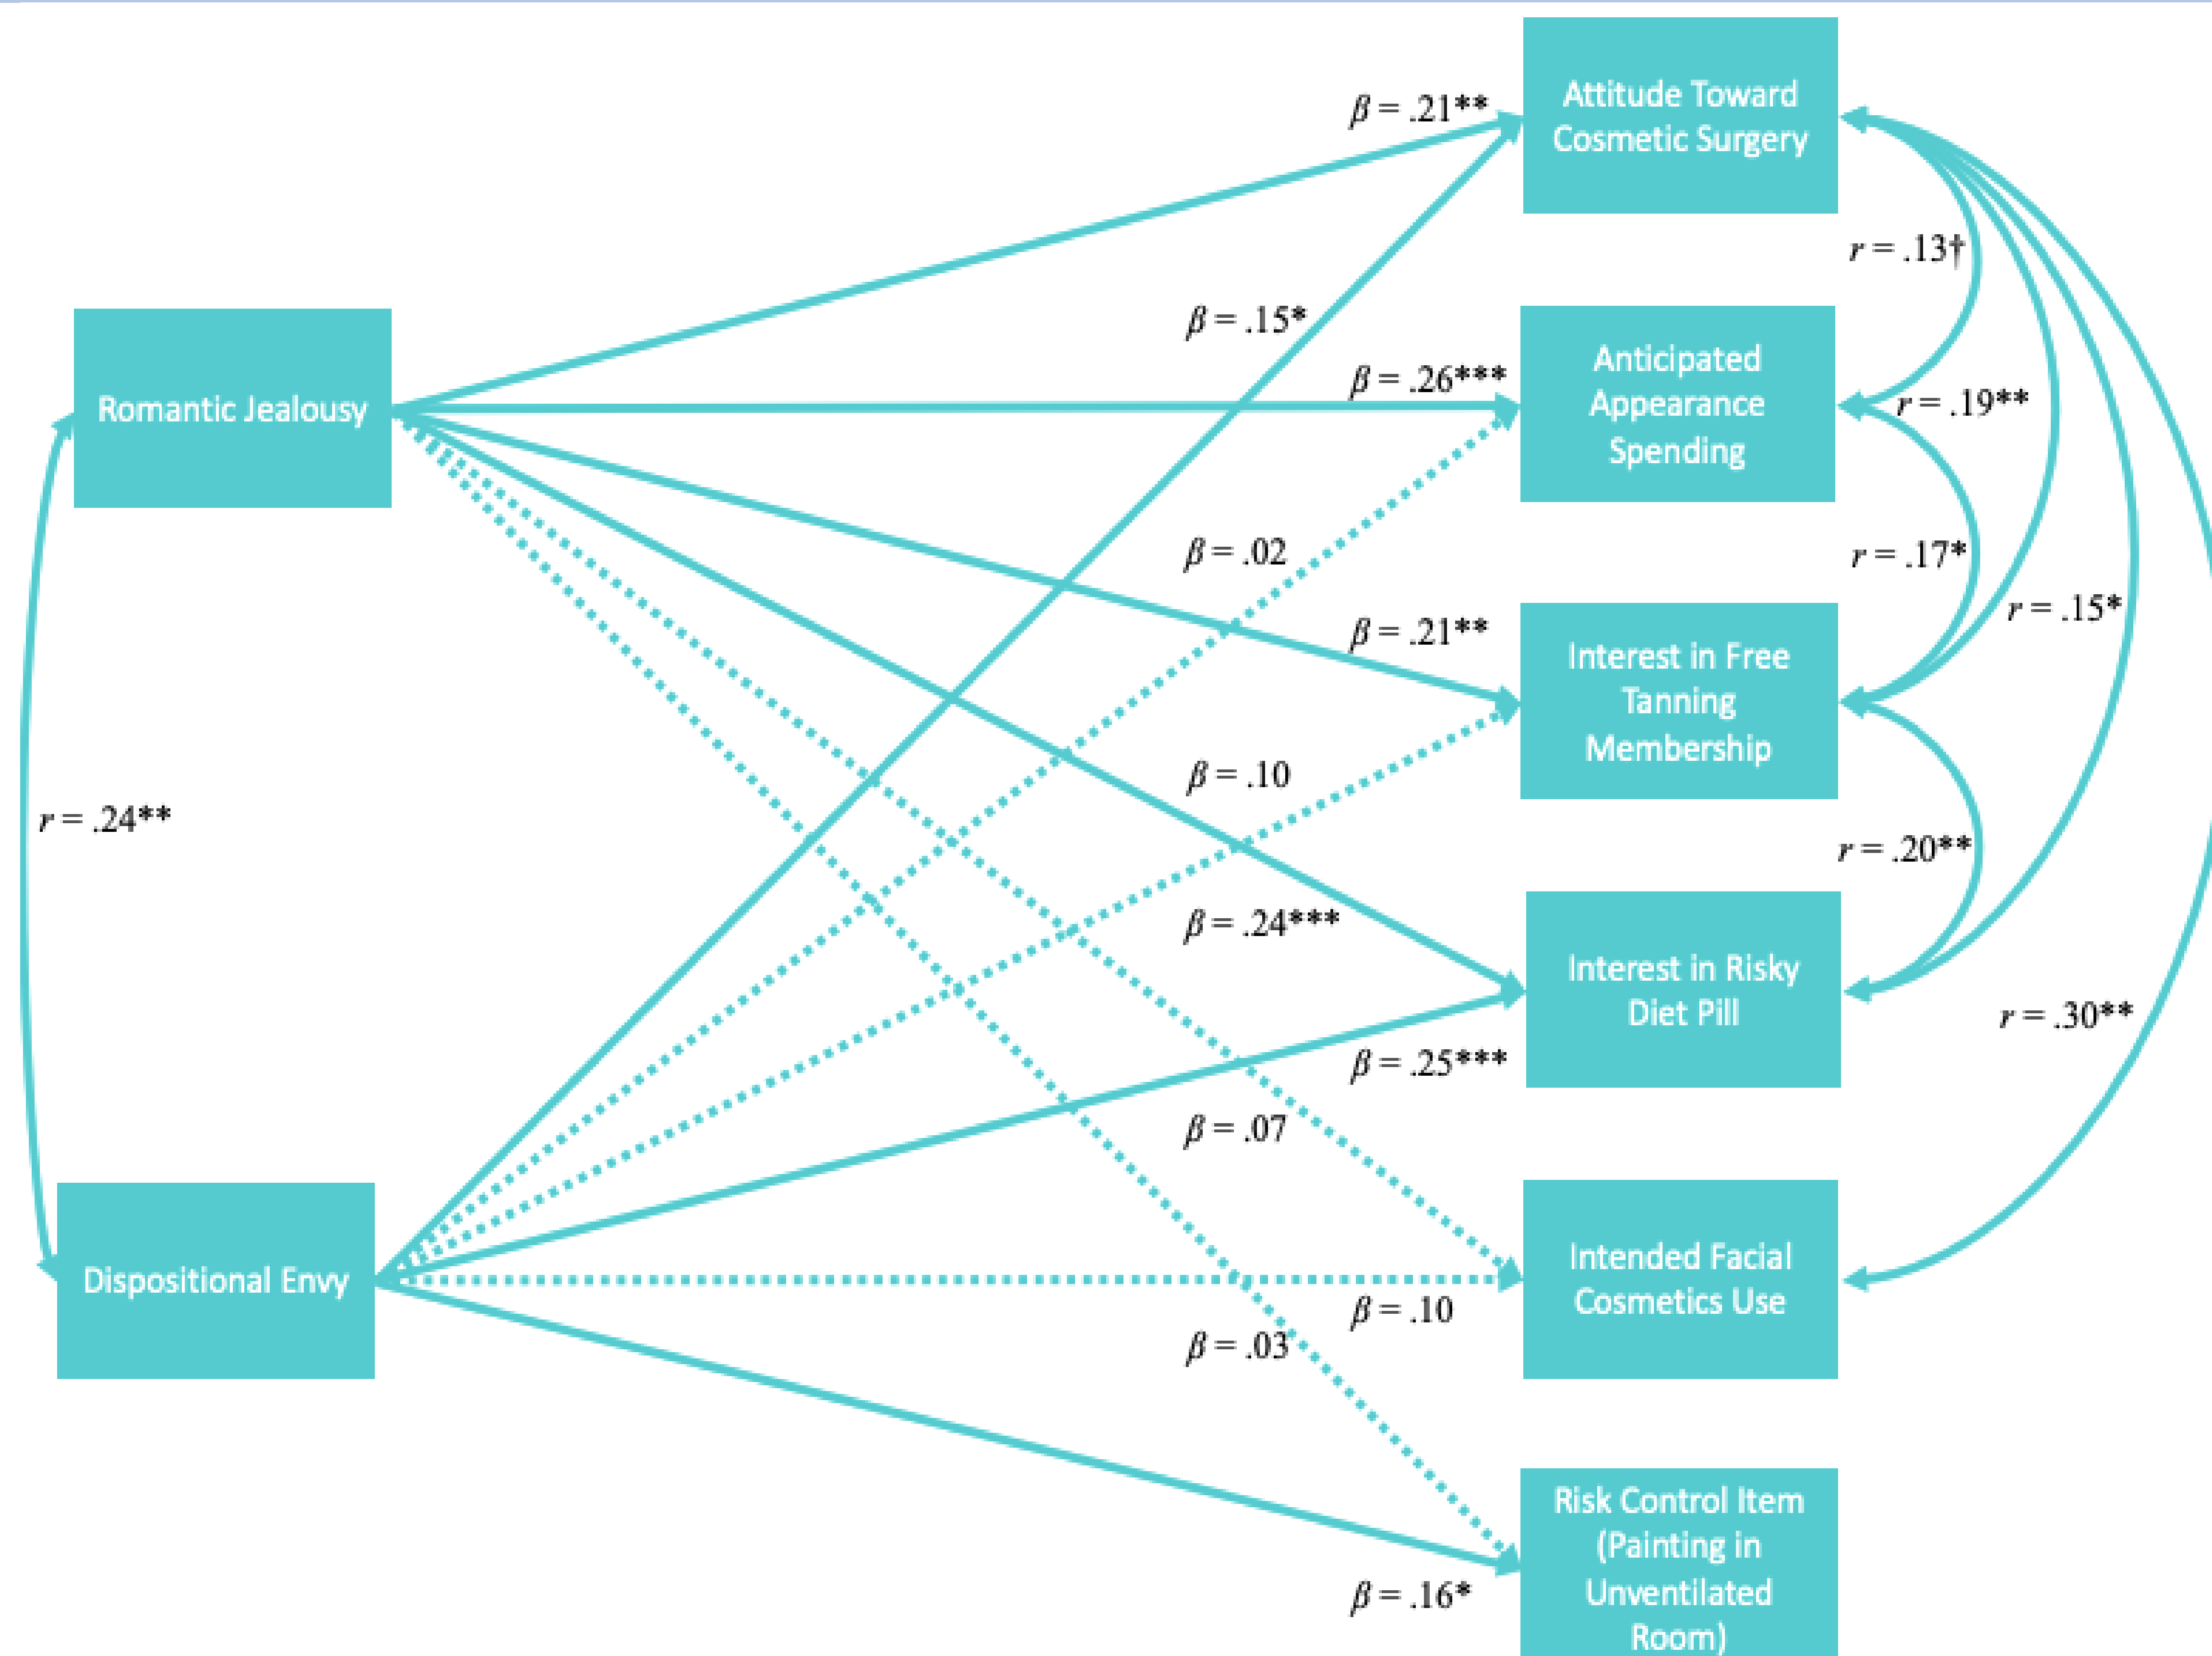 β = .21**
Attitude Toward
Cosmetic Surgery
r = .13†
β = .15*
Romantic Jealousy
β = .26***
Anticipated
Appearance
Spending
r = .19**
β = .02
r = .17*
β = .21**
Interest in Free
Tanning
Membership
r = .15*
β = .10
r = .24**
r = .20**
β = .24***
Interest in Risky
Diet Pill
r = .30**
β = .25***
β = .07
Dispositional Envy
Intended Facial
Cosmetics Use
β = .10
β = .03
Risk Control Item
(Painting in
Unventilated
Room)
β = .16*